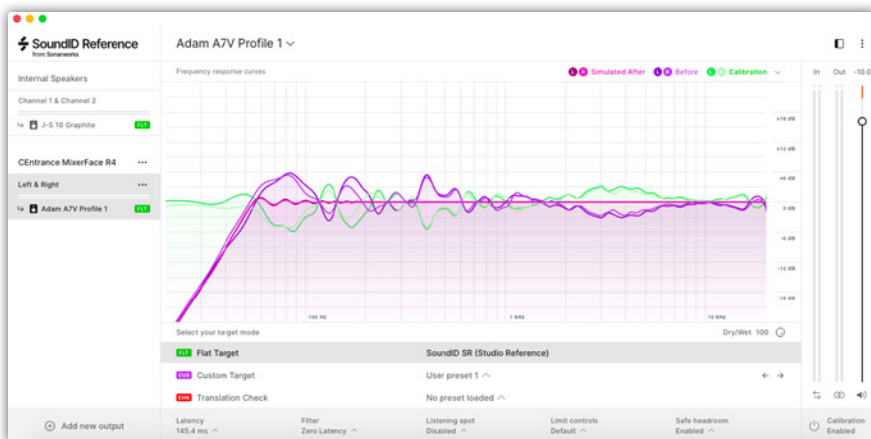 SoundID Reference
from Sonarworks
Internal Speakers
Channel 1 & Channel 2
J-S 10 Graphite
FLT
CEntrance MixerFace R4
Left & Right
Adam A7V Profile 1
FLT
Add new output
Adam A7V Profile 1
Frequency response curves
L R Simulated After
L R Before
L R Calibration
+18 dB
+12 dB
+6 dB
0 dB
-6 dB
-12 dB
-18 dB
100 Hz
1 kHz
10 kHz
Select your target mode
Dry/Wet 100
FLT Flat Target
SoundID SR (Studio Reference)
CUS Custom Target
User preset 1
CHK Translation Check
No preset loaded
Latency
145.4 ms
Filter
Zero Latency
Listening spot
Disabled
Limit controls
Default
Safe headroom
Enabled
In Out -10.0
Calibration
Enabled